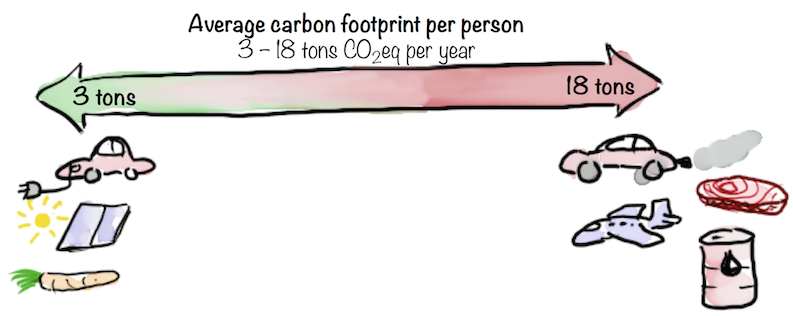 Average carbon footprint per person
3 – 18 tons CO₂eq per year
3 tons
18 tons